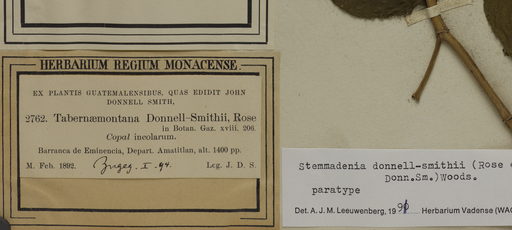 HERBARIUM REGIUM MONACENSE.
EX PLANTIS GUATEMALENSIBUS, QUAS EDIDIT JOHN
DONNELL SMITH,
2762. Tabernæmontana Donnell-Smithii, Rose
in Botan. Gaz. xviii. 206.
Copal incolarum.
Barranca de Eminencia, Depart. Amatitlan, alt. 1400 pp.
M. Feb. 1892. X. 94. Leg. J. D. S.
Stemmadenia donnell-smithii (Rose
Donn.Sm.)Woods.
paratype
Det. A. J. M. Leeuwenberg, 19 Herbarium Vadense (WAG